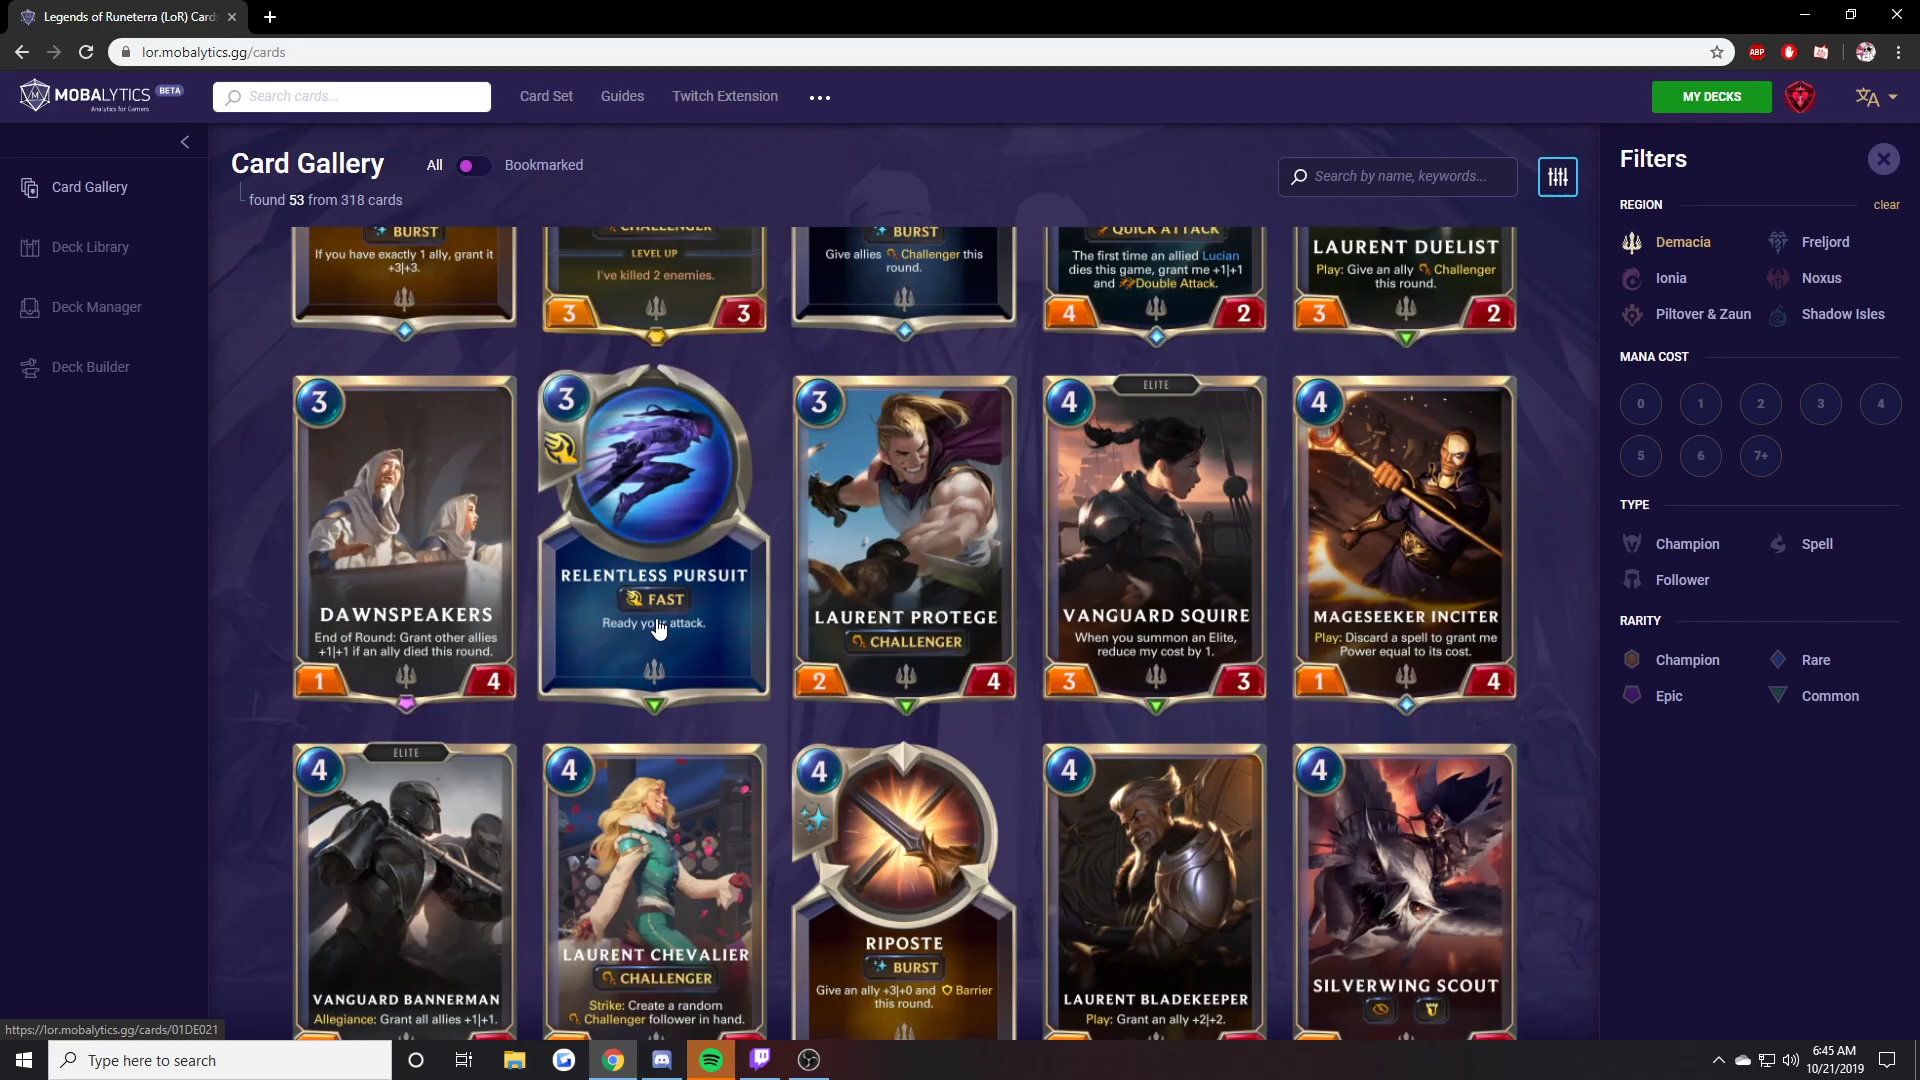 Legends of Runeterra (LoR) Card
lor.mobalytics.gg/cards
ABP
MOBALYTICS BETA
Analytics for Gamers
Search cards...
Card Set
Guides
Twitch Extension
MY DECKS
Card Gallery
Deck Library
Deck Manager
Deck Builder
Card Gallery
All
Bookmarked
found 53 from 318 cards
Search by name, keywords...
BURST
If you have exactly 1 ally, grant it
+3|+3.
CHALLENGER
LEVEL UP
I've killed 2 enemies.
3
3
BURST
Give allies Challenger this
round.
QUICK ATTACK
The first time an allied Lucian
dies this game, grant me +1|+1
and Double Attack.
4
2
LAURENT DUELIST
Play: Give an ally Challenger
this round.
3
2
3
DAWNSPEAKERS
End of Round: Grant other allies
+1|+1 if an ally died this round.
1
4
3
RELENTLESS PURSUIT
FAST
Ready your attack.
3
LAURENT PROTEGE
CHALLENGER
2
4
4
ELITE
VANGUARD SQUIRE
When you summon an Elite,
reduce my cost by 1.
3
3
4
MAGESEEKER INCITER
Play: Discard a spell to grant me
Power equal to its cost.
1
4
4
ELITE
VANGUARD BANNERMAN
Allegiance: Grant all allies +1|+1.
4
LAURENT CHEVALIER
CHALLENGER
Strike: Create a random
Challenger follower in hand.
4
RIPOSTE
BURST
Give an ally +3|+0 and Barrier
this round.
4
LAURENT BLADEKEEPER
Play: Grant an ally +2|+2.
4
SILVERWING SCOUT
Filters
REGION
clear
Demacia
Freljord
Ionia
Noxus
Piltover & Zaun
Shadow Isles
MANA COST
0
1
2
3
4
5
6
7+
TYPE
Champion
Spell
Follower
RARITY
Champion
Rare
Epic
Common
https://lor.mobalytics.gg/cards/01DE021
Type here to search
6:45 AM
10/21/2019